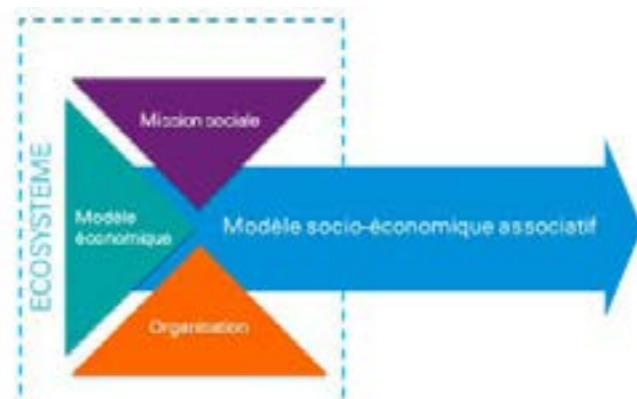 ECOSYSTEME
Mission sociale
Modèle
économique
Modèle socio-économique associatif
Organisation